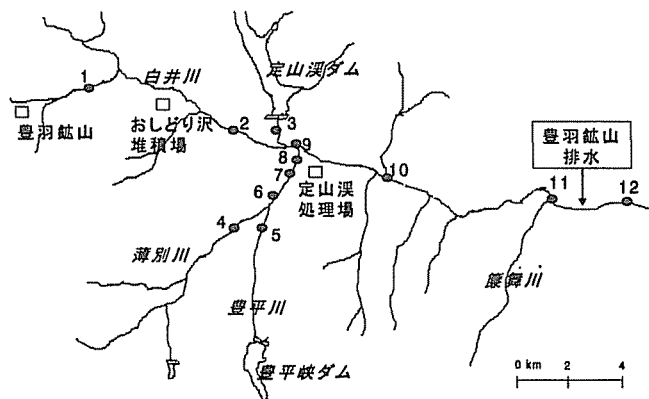 1
白井川
定山渓ダム
豊羽鉱山
おしどり沢
堆積場
2
3
9
8
7
定山渓
処理場
10
豊羽鉱山
排水
11
12
6
4
5
薄別川
豊平川
簾舞川
豊平峡ダム
0 km 2 4